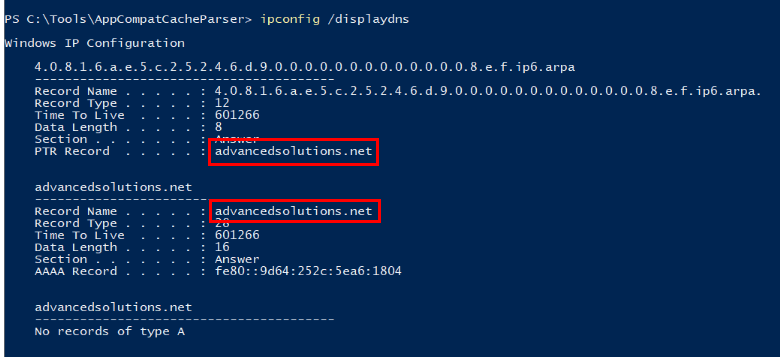 PS C:\Tools\AppCompatCacheParser> ipconfig /displaydns
Windows IP Configuration
4.0.8.1.6.a.e.5.c.2.5.2.4.6.d.9.0.0.0.0.0.0.0.0.0.0.0.0.0.8.e.f.ip6.arpa
----------------------------------------
Record Name . . . . . : 4.0.8.1.6.a.e.5.c.2.5.2.4.6.d.9.0.0.0.0.0.0.0.0.0.0.0.0.0.8.e.f.ip6.arpa.
Record Type . . . . . : 12
Time To Live  . . . . : 601266
Data Length . . . . . : 8
Section . . . . . . . : Answer
PTR Record  . . . . . : advancedsolutions.net
advancedsolutions.net
----------------------------------------
Record Name . . . . . : advancedsolutions.net
Record Type . . . . . : 28
Time To Live  . . . . : 601266
Data Length . . . . . : 16
Section . . . . . . . : Answer
AAAA Record . . . . . : fe80::9d64:252c:5ea6:1804
advancedsolutions.net
----------------------------------------
No records of type A